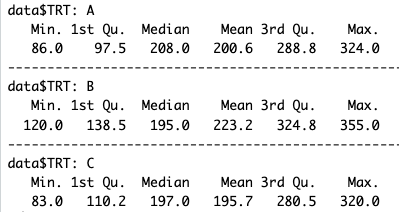 data$TRT: A
Min. 1st Qu. Median Mean 3rd Qu. Max.
86.0 97.5 208.0 200.6 288.8 324.0
------------------------------------------------
data$TRT: B
Min. 1st Qu. Median Mean 3rd Qu. Max.
120.0 138.5 195.0 223.2 324.8 355.0
------------------------------------------------
data$TRT: C
Min. 1st Qu. Median Mean 3rd Qu. Max.
83.0 110.2 197.0 195.7 280.5 320.0